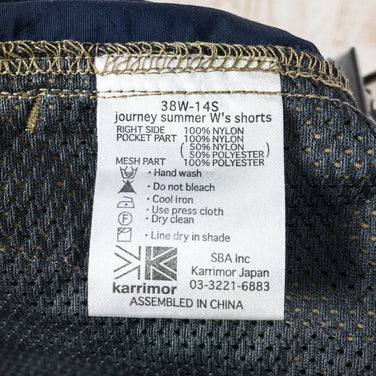 38W-14S
journey summer W's shorts
RIGHT SIDE 100% NYLON
POCKET PART 100% NYLON
(50% NYLON
50% POLYESTER)
MESH PART 100% POLYESTER
· Hand wash
· Do not bleach
· Cool iron
· Use press cloth
F · Dry clean
· Line dry in shade
SBA inc
Karrimor Japan
karrimor 03-3221-6883
ASSEMBLED IN CHINA